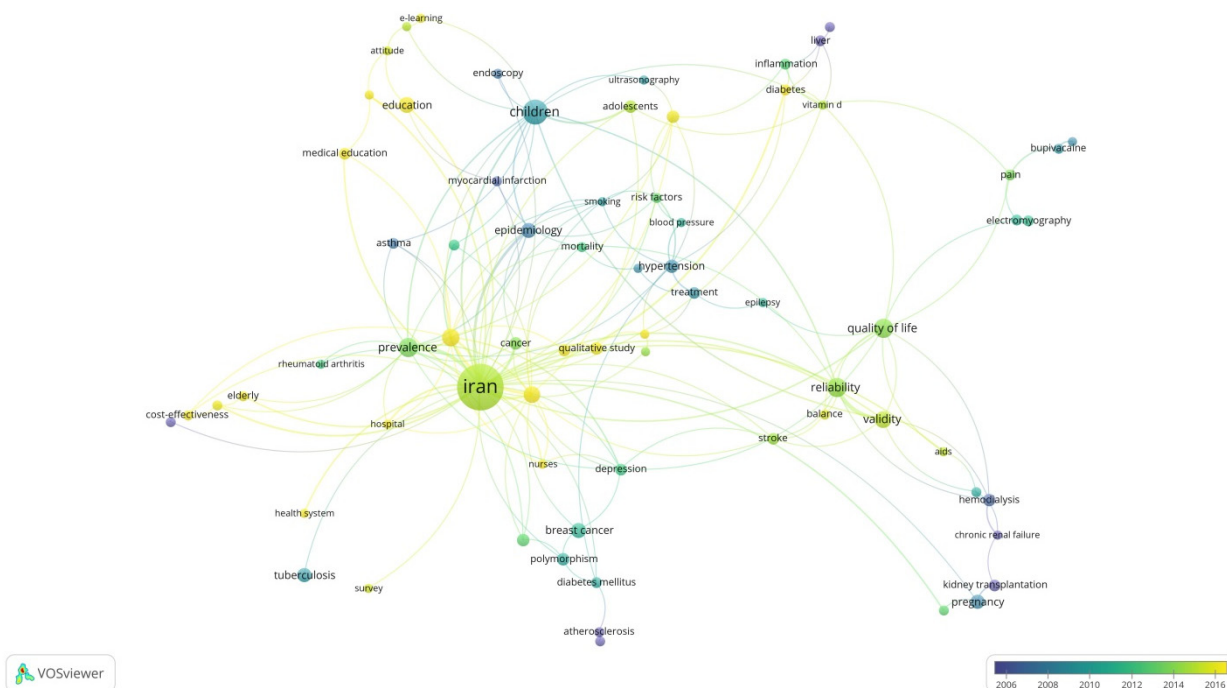 e-learning
liver
attitude
inflammation
endoscopy
ultrasonography
diabetes
education
children
adolescents
vitamin d
bupivacaine
medical education
pain
myocardial infarction
smoking
risk factors
electromyography
blood pressure
epidemiology
asthma
mortality
hypertension
treatment
epilepsy
quality of life
prevalence
cancer
qualitative study
rheumatoid arthritis
iran
reliability
elderly
cost-effectiveness
hospital
balance
validity
stroke
aids
nurses
depression
hemodialysis
health system
breast cancer
chronic renal failure
polymorphism
tuberculosis
diabetes mellitus
survey
kidney transplantation
pregnancy
atherosclerosis
VOSviewer
2006 2008 2010 2012 2014 2016